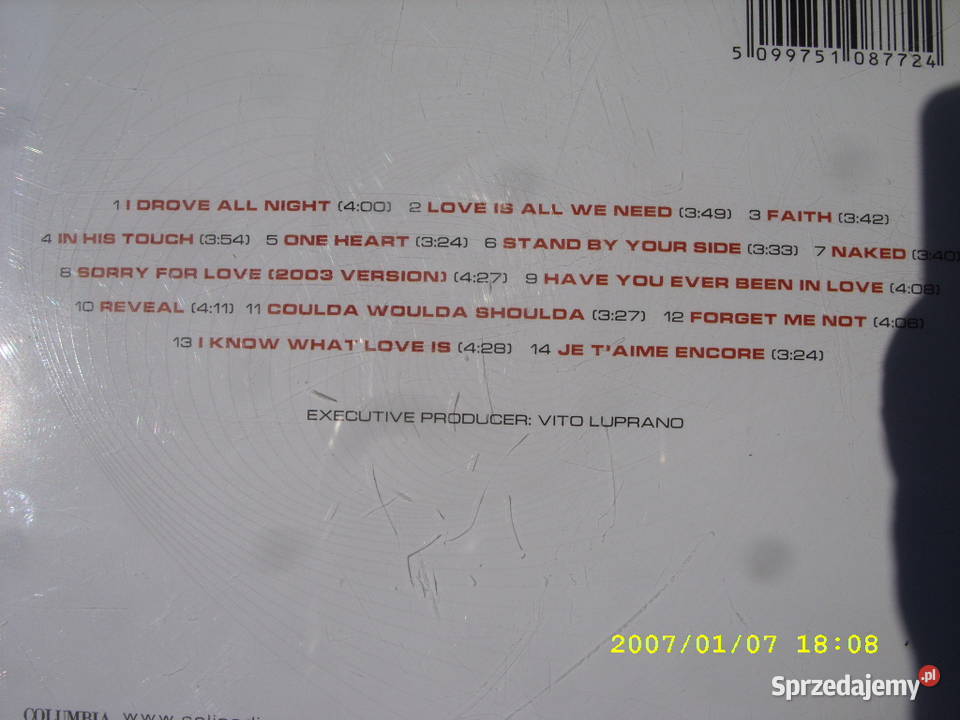 5 099751 087724
1 I DROVE ALL NIGHT (4:00) 2 LOVE IS ALL WE NEED (3:49) 3 FAITH (3:42)
4 IN HIS TOUCH (3:54) 5 ONE HEART (3:24) 6 STAND BY YOUR SIDE (3:33) 7 NAKED (3:40)
8 SORRY FOR LOVE (2003 VERSION) (4:27) 9 HAVE YOU EVER BEEN IN LOVE (4:08)
10 REVEAL (4:11) 11 COULDA WOULDA SHOULDA (3:27) 12 FORGET ME NOT (4:06)
13 I KNOW WHAT LOVE IS (4:28) 14 JE T'AIME ENCORE (3:24)
EXECUTIVE PRODUCER: VITO LUPRANO
2007/01/07 18:08
Sprzedajemy.pl
COLUMBIA